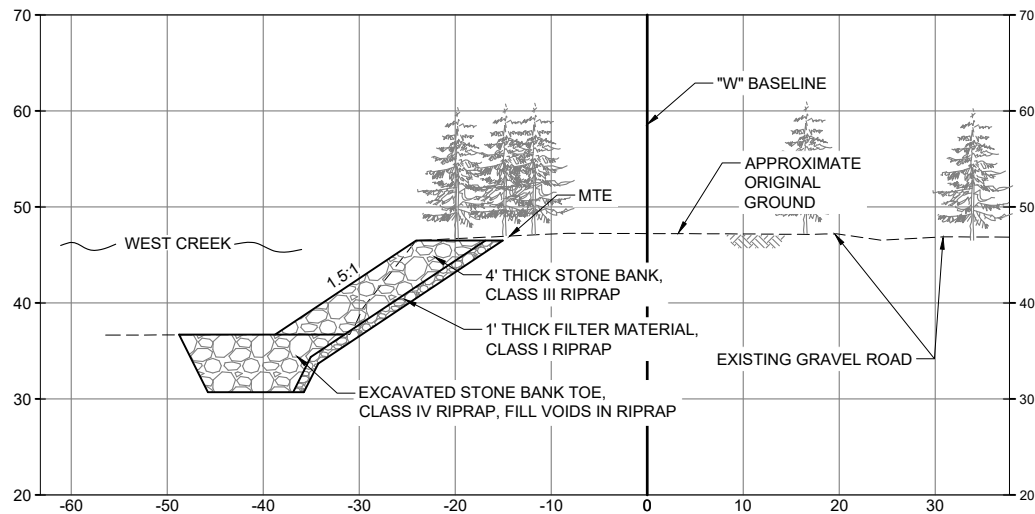 70
70
60
60
50
50
40
40
30
30
20
20
"W" BASELINE
APPROXIMATE
ORIGINAL
GROUND
MTE
WEST CREEK
1.5:1
4' THICK STONE BANK,
CLASS III RIPRAP
1' THICK FILTER MATERIAL,
CLASS I RIPRAP
EXISTING GRAVEL ROAD
EXCAVATED STONE BANK TOE,
CLASS IV RIPRAP, FILL VOIDS IN RIPRAP
-60 -50 -40 -30 -20 -10 0 10 20 30